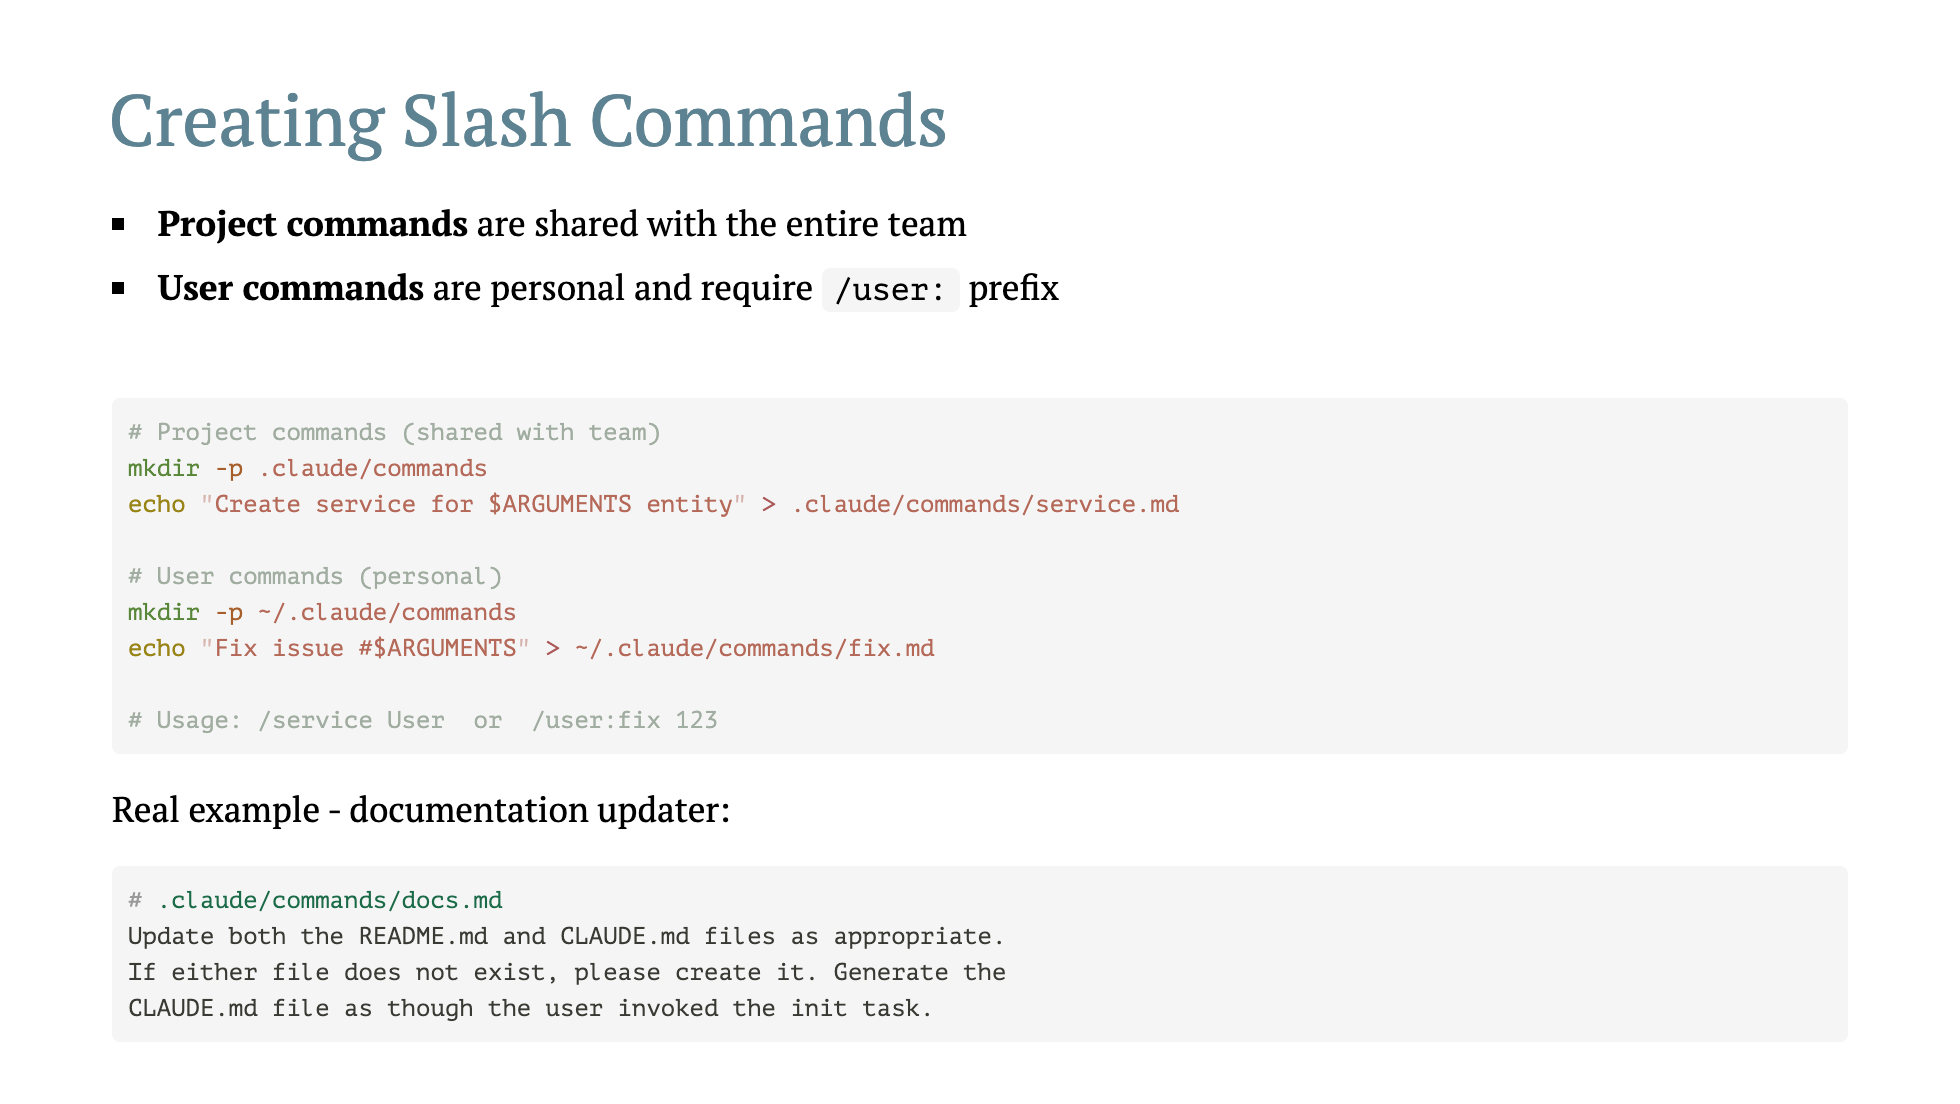 Creating Slash Commands
Project commands are shared with the entire team
User commands are personal and require /user: prefix
# Project commands (shared with team)
mkdir -p .claude/commands
echo "Create service for $ARGUMENTS entity" > .claude/commands/service.md
# User commands (personal)
mkdir -p ~/.claude/commands
echo "Fix issue #$ARGUMENTS" > ~/.claude/commands/fix.md
# Usage: /service User  or  /user:fix 123
Real example - documentation updater:
# .claude/commands/docs.md
Update both the README.md and CLAUDE.md files as appropriate.
If either file does not exist, please create it. Generate the
CLAUDE.md file as though the user invoked the init task.